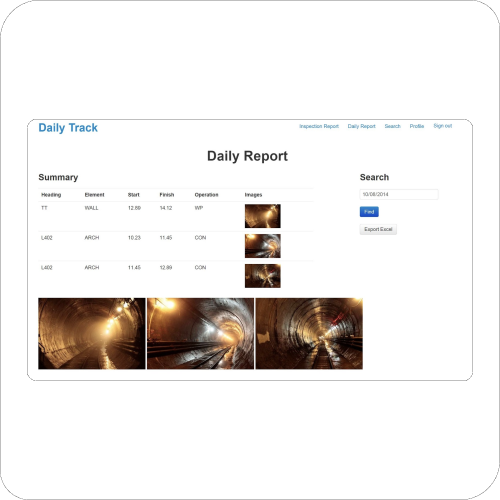 Daily Track
Inspection Report Daily Report Search Profile Sign out
Daily Report
Summary
Search
Heading Element Start Finish Operation Images
10/08/2014
TT WALL 12.89 14.12 WP
Find
Export Excel
L402 ARCH 10.23 11.45 CON
L402 ARCH 11.45 12.89 CON